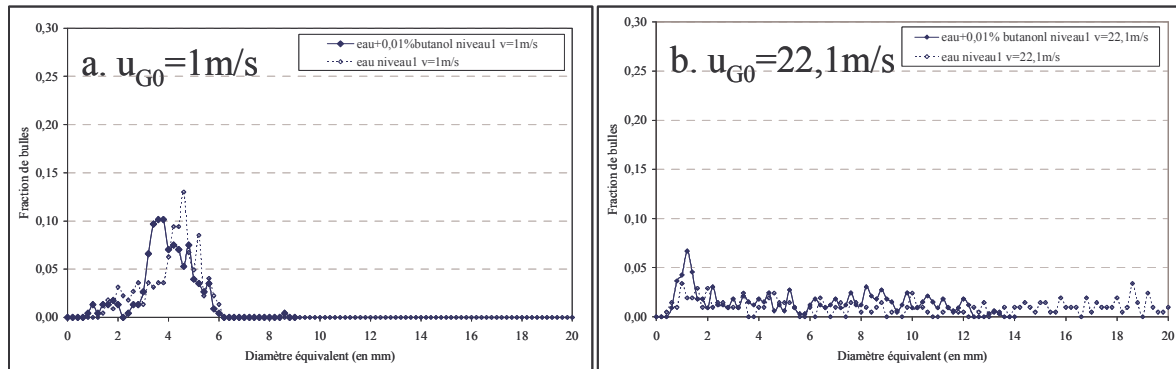 a. uG0=1m/s
eau+0,01%butanol niveau1 v=1m/s
eau niveau1 v=1m/s
Fraction de bulles
0,30
0,25
0,20
0,15
0,10
0,05
0,00
0 2 4 6 8 10 12 14 16 18 20
Diamètre équivalent (en mm)
b. uG0=22,1m/s
eau+0,01% butanonl niveau1 v=22,1m/s
eau niveau1 v=22,1m/s
Fraction de bulles
0,30
0,25
0,20
0,15
0,10
0,05
0,00
0 2 4 6 8 10 12 14 16 18 20
Diamètre équivalent (en mm)